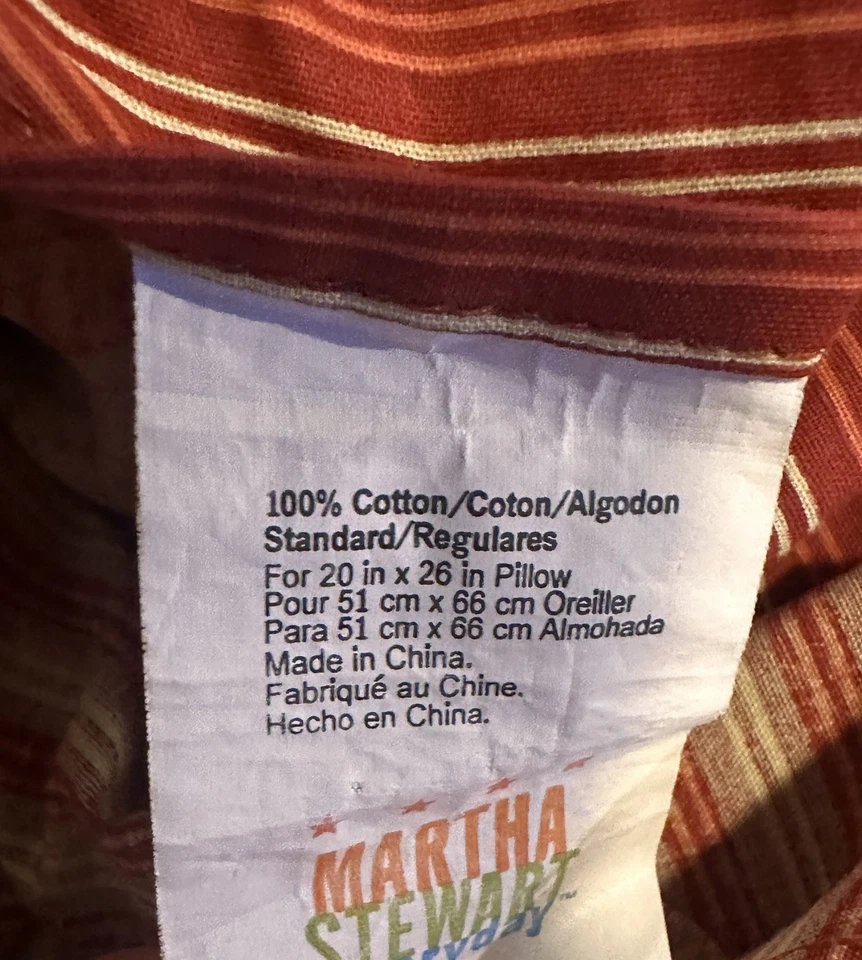 100% Cotton/Coton/Algodon
Standard/Regulares
For 20 in x 26 in Pillow
Pour 51 cm x 66 cm Oreiller
Para 51 cm x 66 cm Almohada
Made in China.
Fabriqué au Chine.
Hecho en China.
MARTHA
STEWART